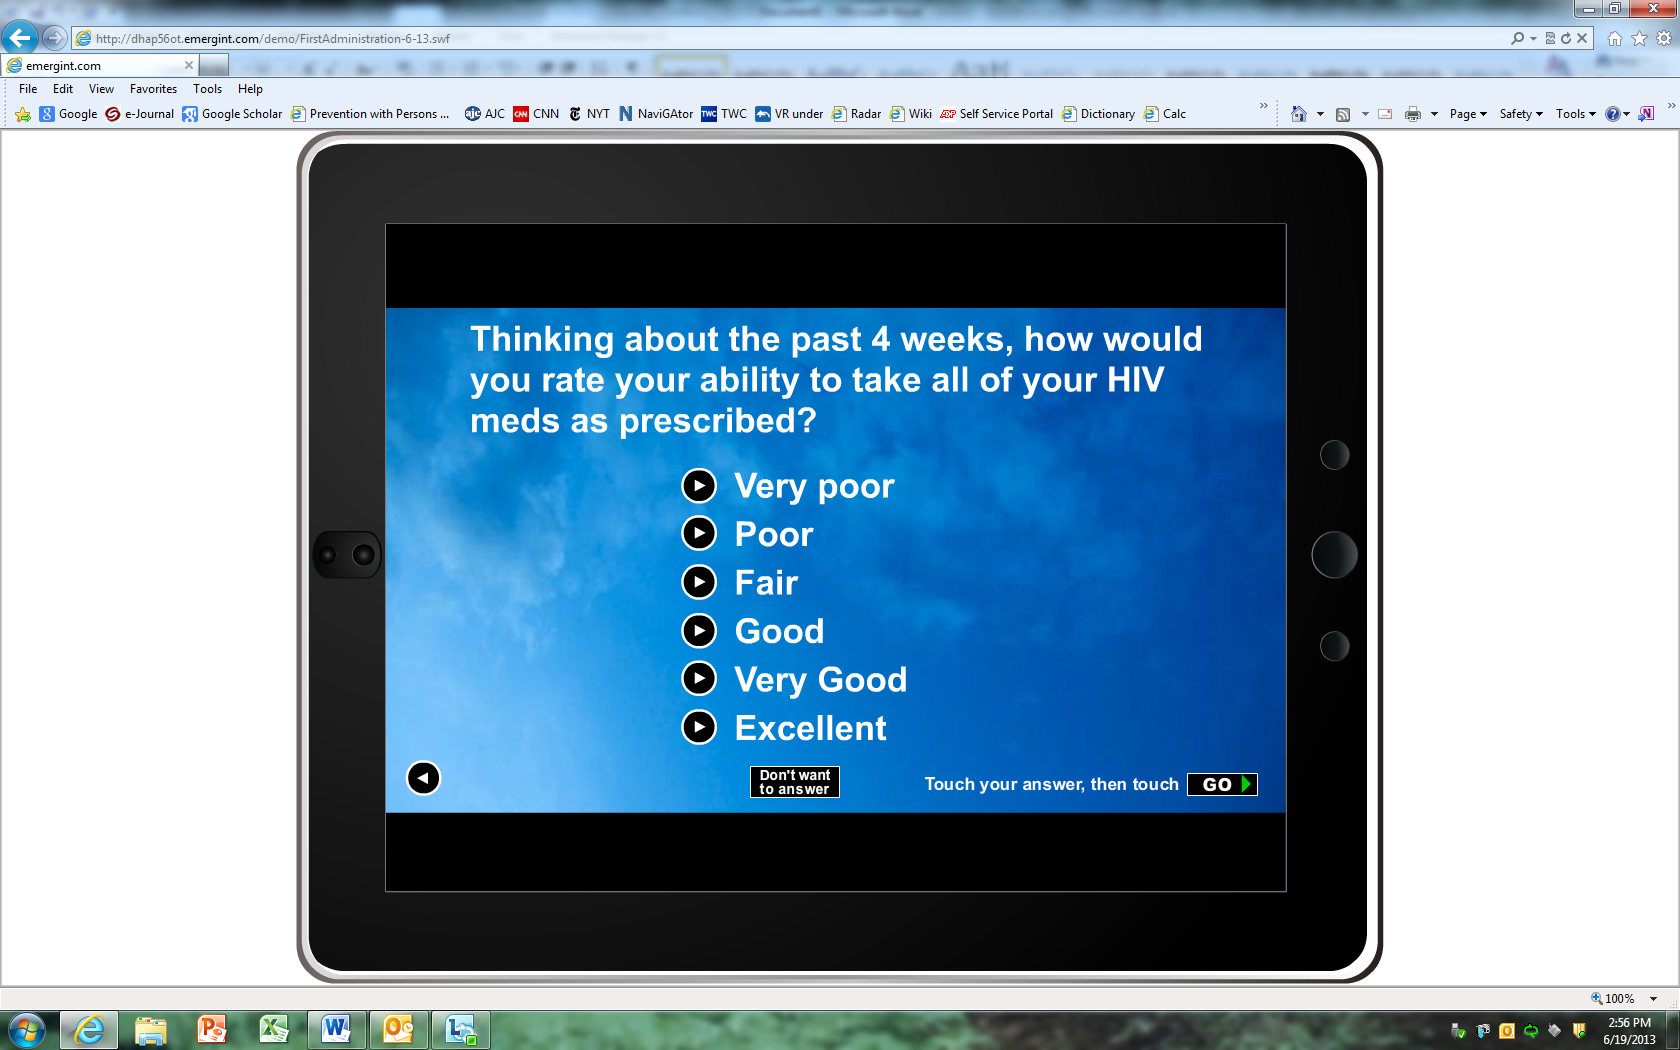 http://dhap56ot.emergint.com/demo/FirstAdministration-6-13.swf
emergint.com
File Edit View Favorites Tools Help
Google e-Journal Google Scholar Prevention with Persons ... AJC CNN NYT NaviGAtor TWC VR under Radar Wiki Self Service Portal Dictionary Calc Page Safety Tools
Thinking about the past 4 weeks, how would
you rate your ability to take all of your HIV
meds as prescribed?
Very poor
Poor
Fair
Good
Very Good
Excellent
Don't want
to answer
Touch your answer, then touch GO
100%
2:56 PM
6/19/2013